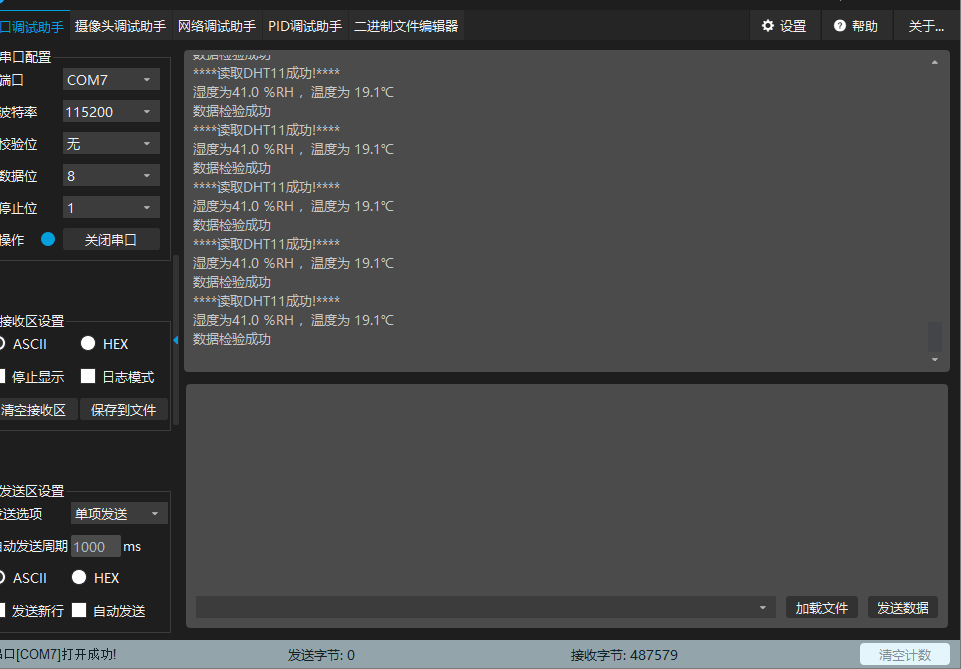 口调试助手 摄像头调试助手 网络调试助手 PID调试助手 二进制文件编辑器 设置 帮助 关于...
串口配置
端口 COM7
波特率 115200
校验位 无
数据位 8
停止位 1
操作 关闭串口
接收区设置
ASCII HEX
停止显示 日志模式
清空接收区 保存到文件
发送区设置
发送选项 单项发送
自动发送周期 1000 ms
ASCII HEX
发送新行 自动发送
数据检验成功
****读取DHT11成功!****
湿度为41.0 %RH ，温度为 19.1℃
数据检验成功
****读取DHT11成功!****
湿度为41.0 %RH ，温度为 19.1℃
数据检验成功
****读取DHT11成功!****
湿度为41.0 %RH ，温度为 19.1℃
数据检验成功
****读取DHT11成功!****
湿度为41.0 %RH ，温度为 19.1℃
数据检验成功
****读取DHT11成功!****
湿度为41.0 %RH ，温度为 19.1℃
数据检验成功
加载文件 发送数据
串口[COM7]打开成功! 发送字节: 0 接收字节: 487579 清空计数